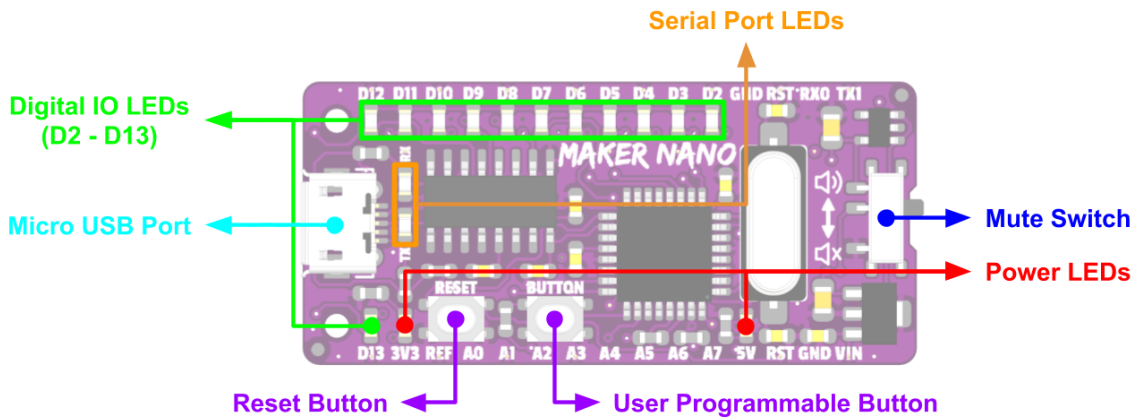 Serial Port LEDs
D12 D11 D10 D9 D8 D7 D6 D5 D4 D3 D2 GND RST RX0 TX1
Digital IO LEDs
(D2 - D13)
MAKER NANO
RX
Micro USB Port
Mute Switch
TX
Power LEDs
RESET BUTTON
D13 3V3 REF A0 A1 A2 A3 A4 A5 A6 A7 5V RST GND VIN
Reset Button
User Programmable Button